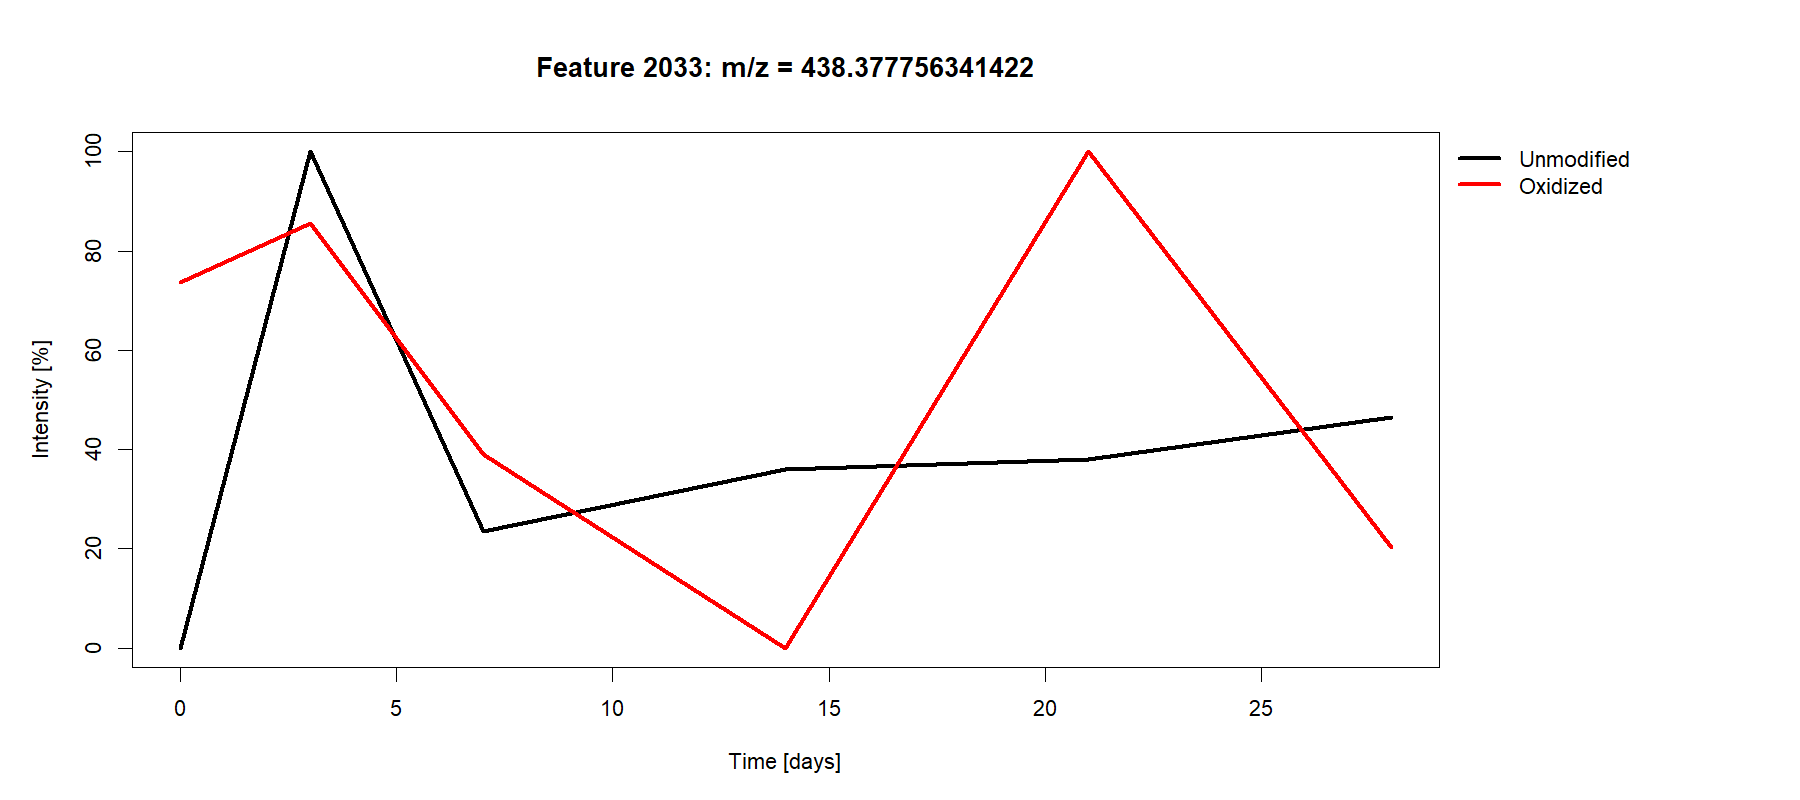 Feature 2033: m/z = 438.377756341422
Unmodified
Oxidized
100
80
60
40
20
0
Intensity [%]
0 5 10 15 20 25
Time [days]